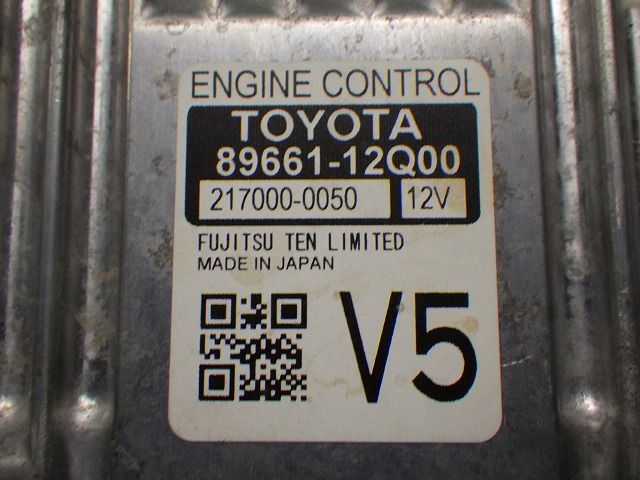 ENGINE CONTROL
TOYOTA
89661-12Q00
217000-0050 12V
FUJITSU TEN LIMITED
MADE IN JAPAN
V5